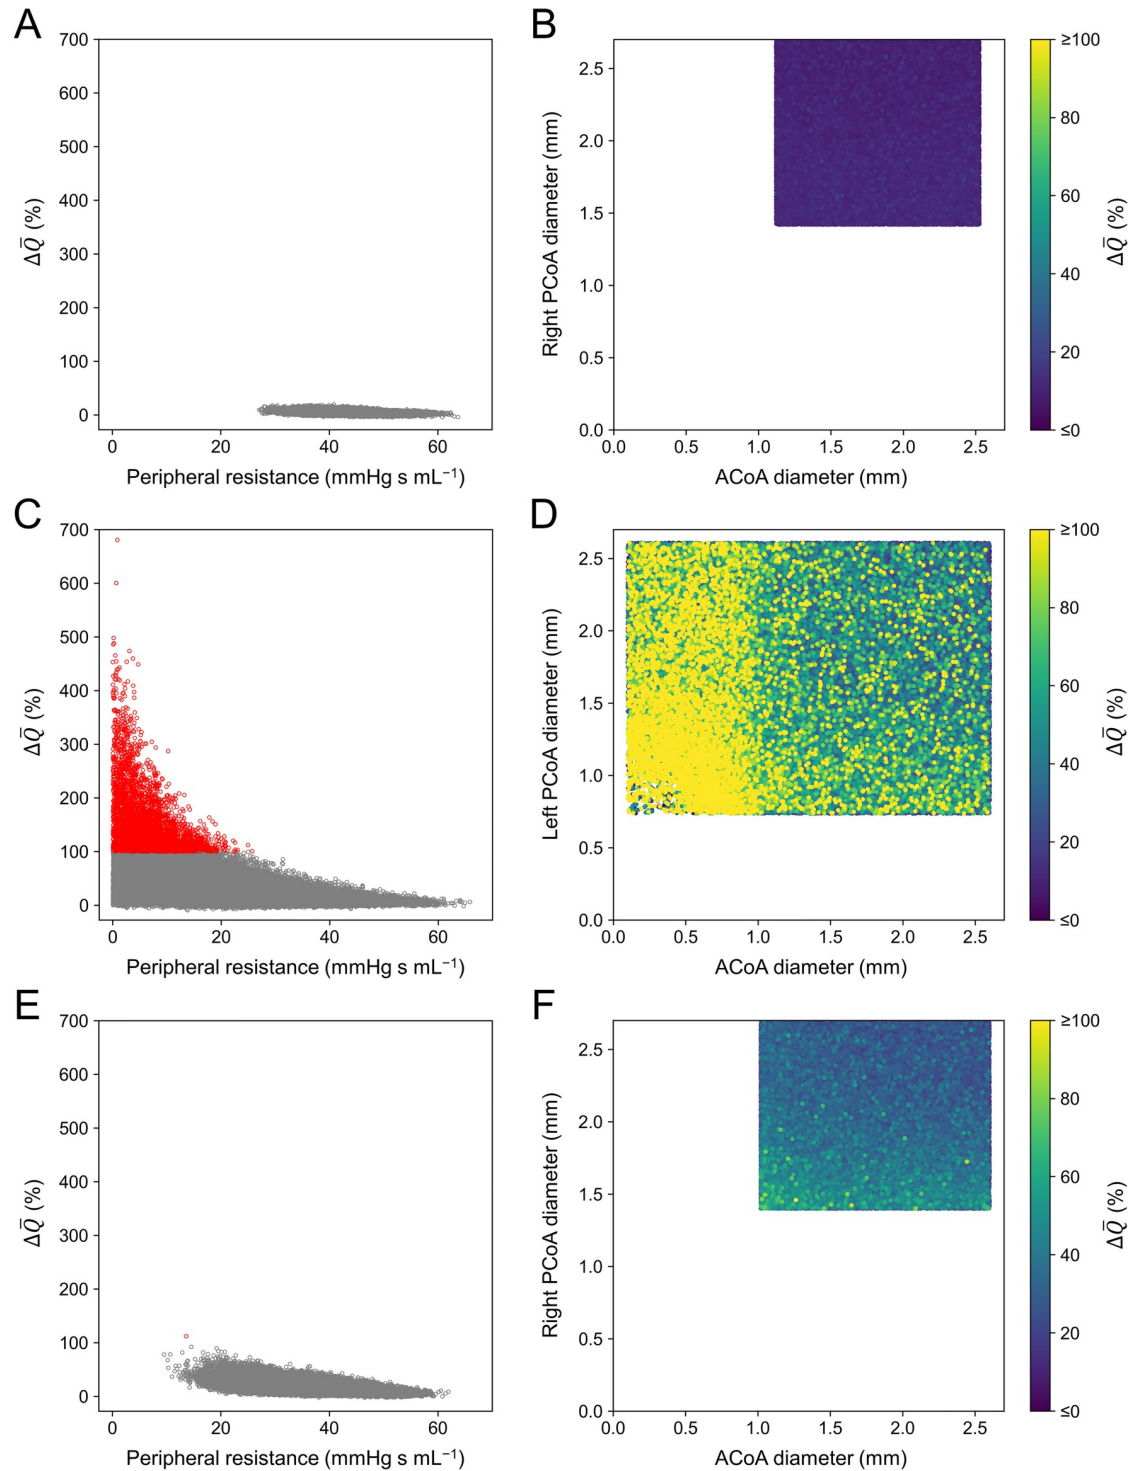 A
700
600
500
400
300
200
100
0
ΔQ̄ (%)
0 20 40 60
Peripheral resistance (mmHg s mL⁻¹)
B
2.5
2.0
1.5
1.0
0.5
0.0
Right PCoA diameter (mm)
0.0 0.5 1.0 1.5 2.0 2.5
ACoA diameter (mm)
≥100
80
60
40
20
≤0
ΔQ̄ (%)
C
700
600
500
400
300
200
100
0
ΔQ̄ (%)
0 20 40 60
Peripheral resistance (mmHg s mL⁻¹)
D
2.5
2.0
1.5
1.0
0.5
0.0
Left PCoA diameter (mm)
0.0 0.5 1.0 1.5 2.0 2.5
ACoA diameter (mm)
≥100
80
60
40
20
≤0
ΔQ̄ (%)
E
700
600
500
400
300
200
100
0
ΔQ̄ (%)
0 20 40 60
Peripheral resistance (mmHg s mL⁻¹)
F
2.5
2.0
1.5
1.0
0.5
0.0
Right PCoA diameter (mm)
0.0 0.5 1.0 1.5 2.0 2.5
ACoA diameter (mm)
≥100
80
60
40
20
≤0
ΔQ̄ (%)